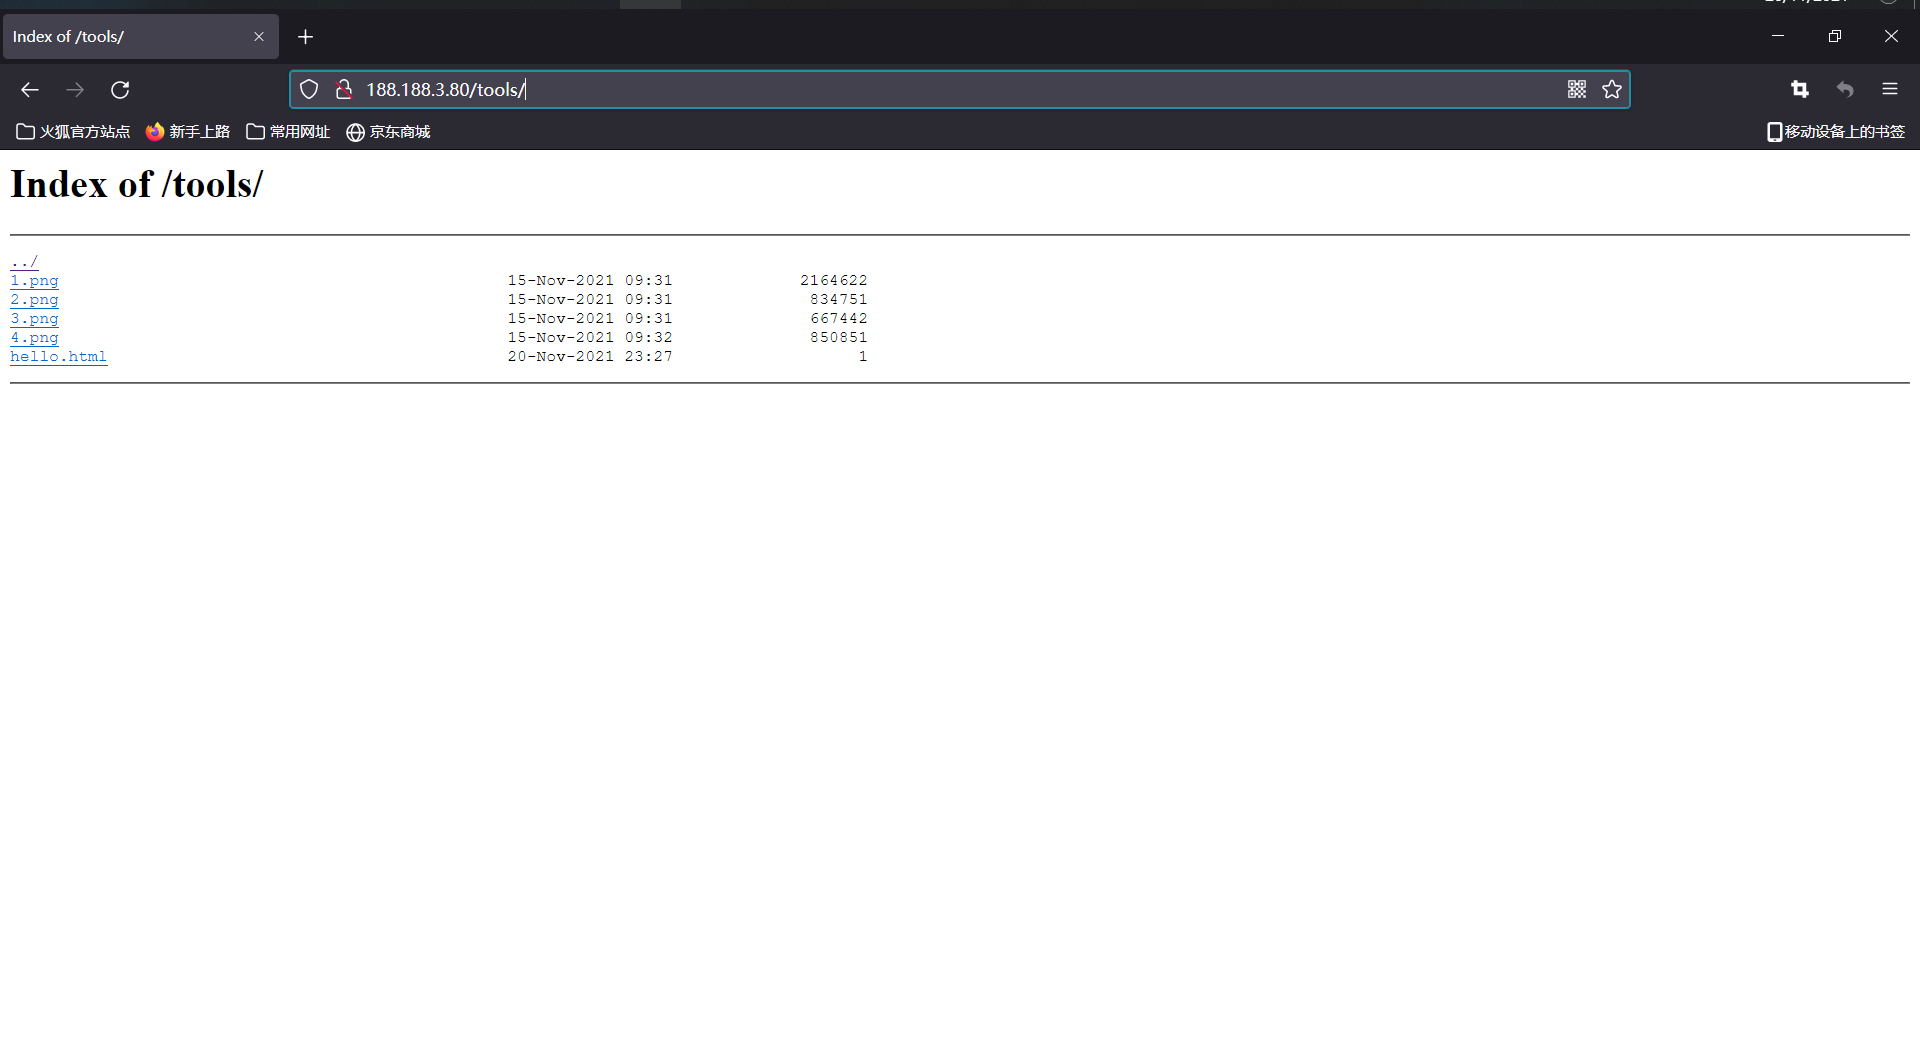 Index of /tools/
188.188.3.80/tools/
火狐官方站点 新手上路 常用网址 京东商城 移动设备上的书签
Index of /tools/
../
1.png 15-Nov-2021 09:31 2164622
2.png 15-Nov-2021 09:31 834751
3.png 15-Nov-2021 09:31 667442
4.png 15-Nov-2021 09:32 850851
hello.html 20-Nov-2021 23:27 1